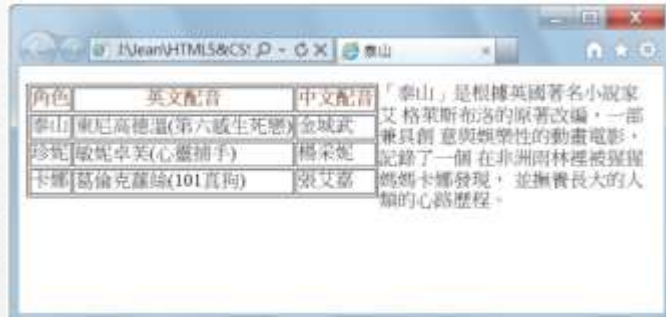 J:\Jean\HTML5&CS!
泰山
角色 英文配音 中文配音
泰山 東尼高德溫(第六感生死戀) 金城武
珍妮 敏妮卓芙(心靈捕手) 楊采妮
卡娜 葛倫克蘿絲(101真狗) 張艾嘉
「泰山」是根據英國著名小說家
艾 格萊斯布洛的原著改編,一部
兼具創 意與娛樂性的動畫電影,
記錄了一個 在非洲雨林裡被猩猩
媽媽卡娜發現, 並撫養長大的人
類的心路歷程。